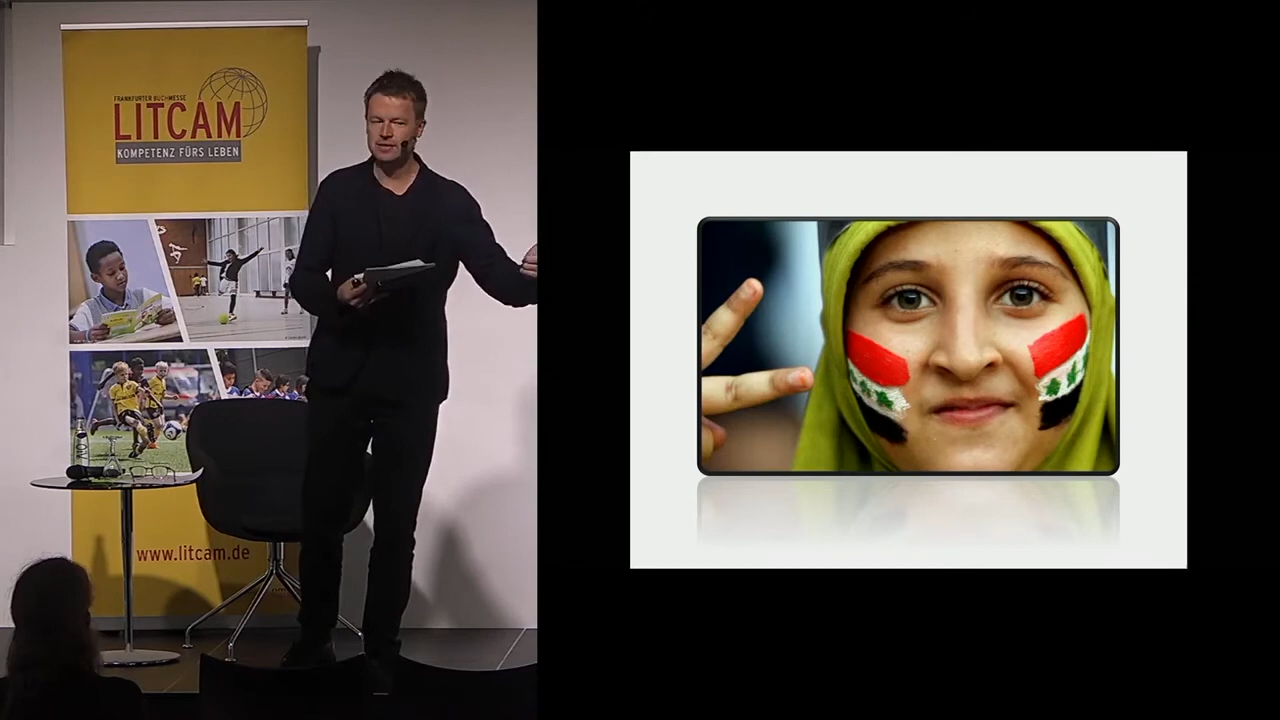 FRANKFURTER BUCHMESSE
LITCAM
KOMPETENZ FÜRS LEBEN
www.litcam.de